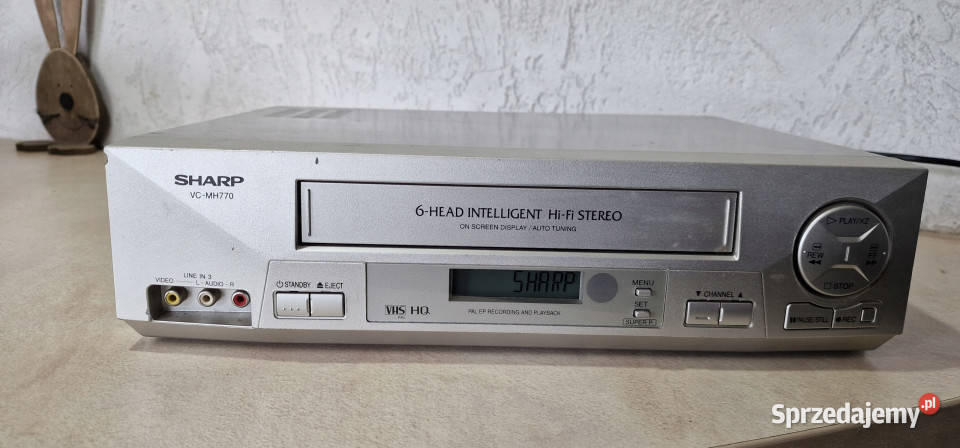 SHARP
VC-MH770
6-HEAD INTELLIGENT Hi-Fi STEREO
ON SCREEN DISPLAY / AUTO TUNING
LINE IN 3
VIDEO L - AUDIO - R
STANDBY EJECT
VHS HQ
PAL
SHARP
PAL EP RECORDING AND PLAYBACK
MENU
SET
SUPER P
▼ CHANNEL ▲
PLAY/X2
REW
STOP
PAUSE/STILL
REC
Sprzedajemy.pl